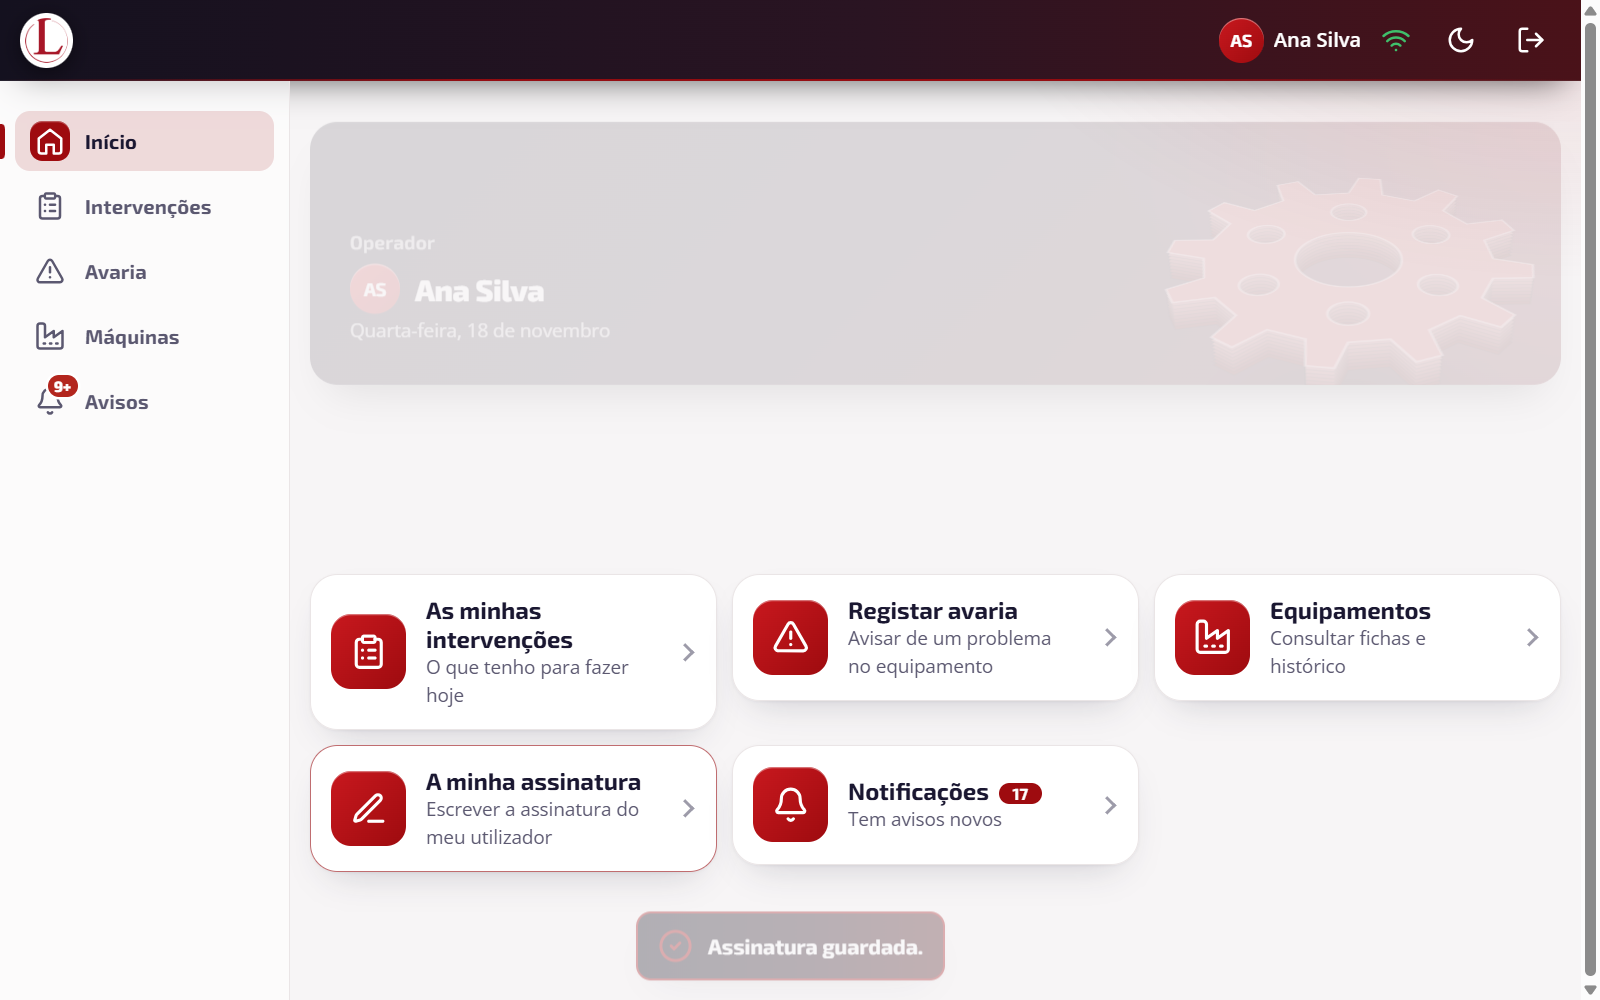 L
AS Ana Silva
Início
Intervenções
Avaria
Máquinas
9+
Avisos
Operador
AS Ana Silva
Quarta-feira, 18 de novembro
As minhas
intervenções
O que tenho para fazer
hoje
Registar avaria
Avisar de um problema
no equipamento
Equipamentos
Consultar fichas e
histórico
A minha assinatura
Escrever a assinatura do
meu utilizador
Notificações 17
Tem avisos novos
Assinatura guardada.